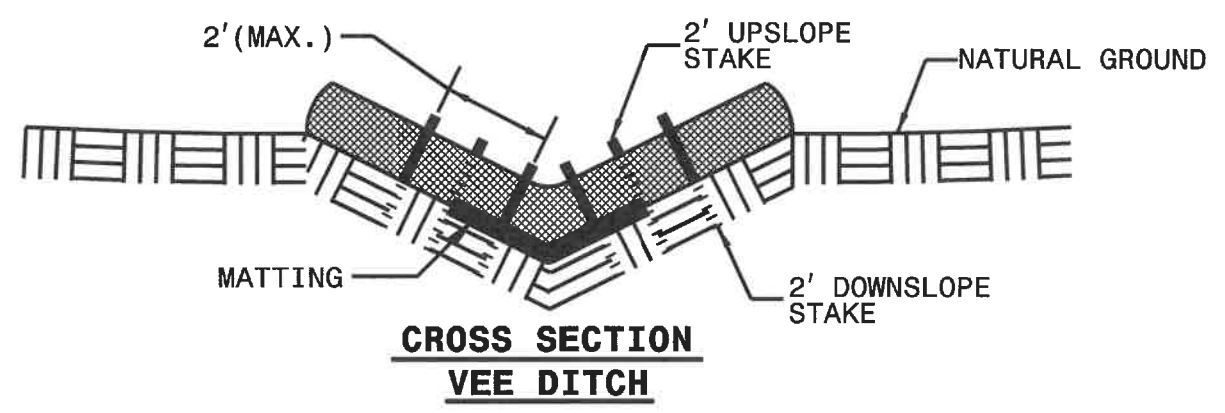 2'(MAX.)
2' UPSLOPE
STAKE
NATURAL GROUND
MATTING
2' DOWNSLOPE
STAKE
CROSS SECTION
VEE DITCH